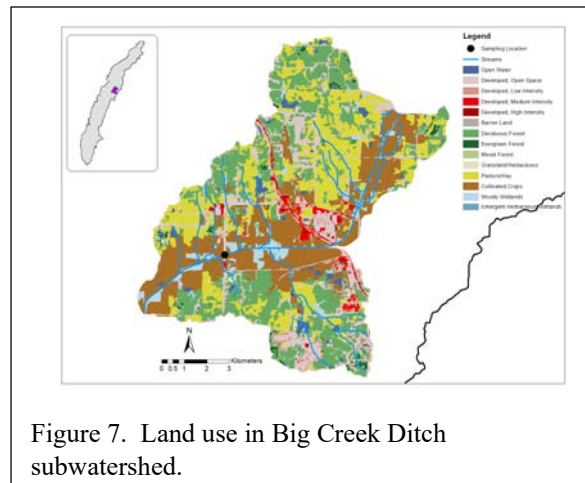 Legend
Sampling Location
Streams
Open Water
Developed, Open Space
Developed, Low Intensity
Developed, Medium Intensity
Developed, High Intensity
Barren Land
Deciduous Forest
Evergreen Forest
Mixed Forest
Grassland/Herbaceous
Pasture/Hay
Cultivated Crops
Woody Wetlands
Emergent Herbaceous Wetlands
N
0 0.5 1 2 3
Kilometers
Figure 7. Land use in Big Creek Ditch
subwatershed.